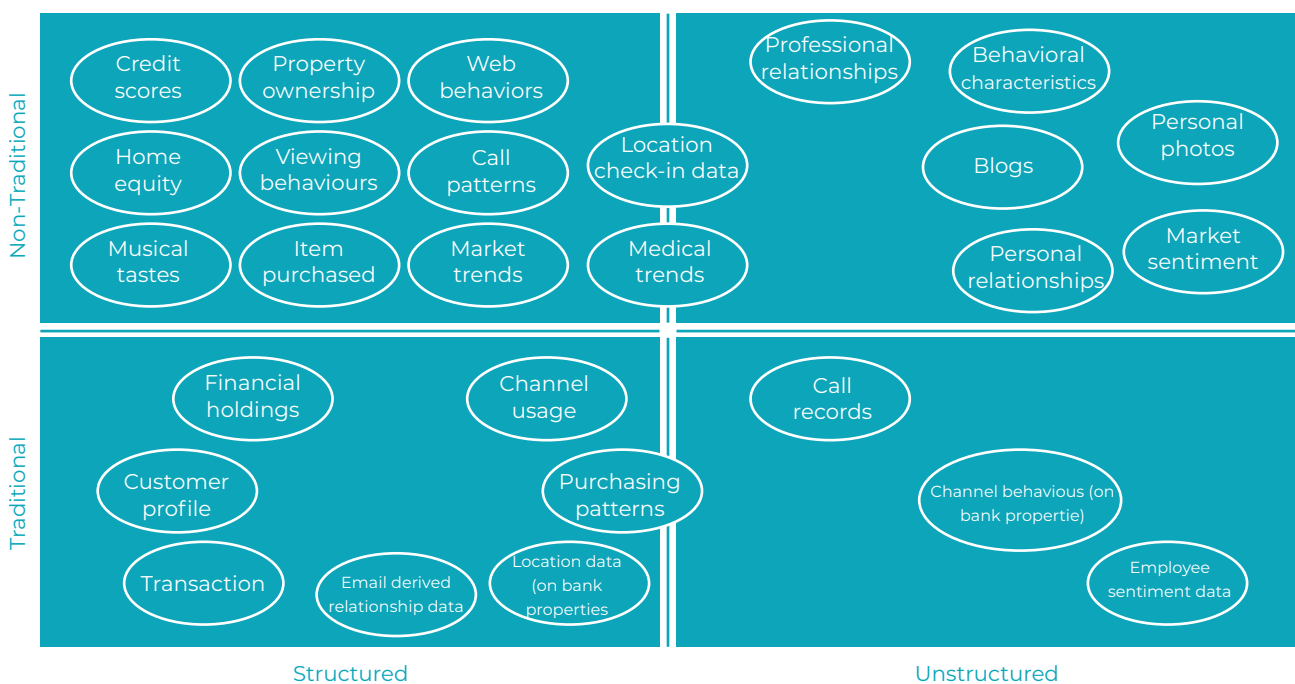 Non-Traditional
Credit
scores
Property
ownership
Web
behaviors
Home
equity
Viewing
behaviours
Call
patterns
Musical
tastes
Item
purchased
Market
trends
Location
check-in data
Medical
trends
Professional
relationships
Behavioral
characteristics
Personal
photos
Blogs
Personal
relationships
Market
sentiment
Traditional
Financial
holdings
Channel
usage
Customer
profile
Purchasing
patterns
Transaction
Email derived
relationship data
Location data
(on bank
properties
Call
records
Channel behavious (on
bank propertie)
Employee
sentiment data
Structured
Unstructured